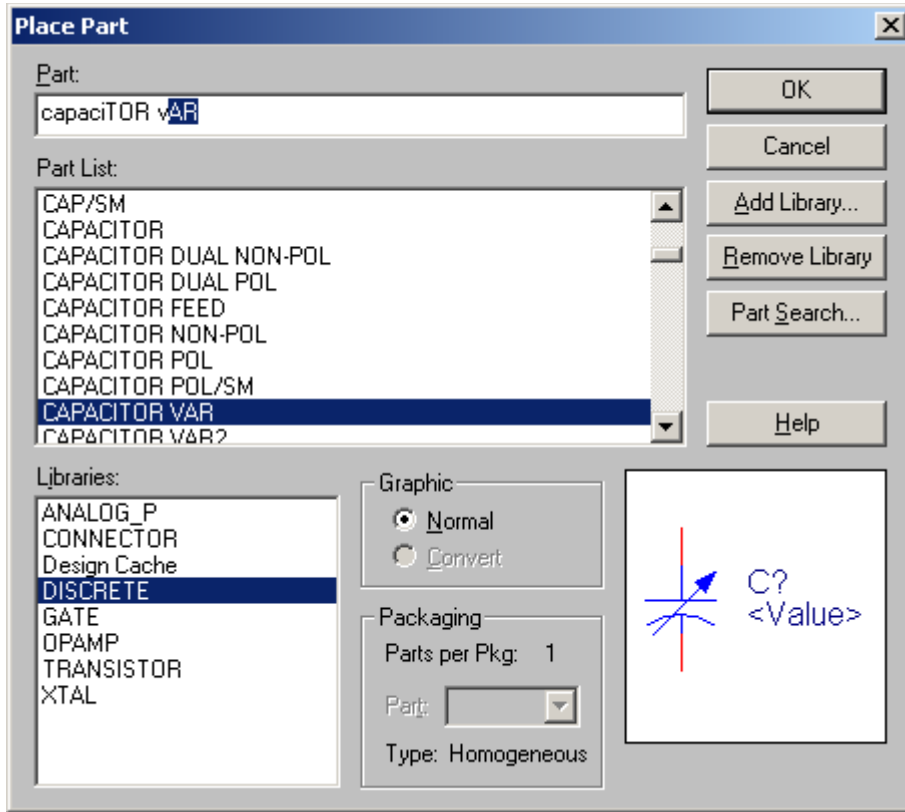 Place Part
Part:
capaciTOR vAR
OK
Cancel
Part List:
CAP/SM
CAPACITOR
CAPACITOR DUAL NON-POL
CAPACITOR DUAL POL
CAPACITOR FEED
CAPACITOR NON-POL
CAPACITOR POL
CAPACITOR POL/SM
CAPACITOR VAR
CAPACITOR VAR2
Add Library...
Remove Library
Part Search...
Help
Libraries:
ANALOG_P
CONNECTOR
Design Cache
DISCRETE
GATE
OPAMP
TRANSISTOR
XTAL
Graphic
Normal
Convert
Packaging
Parts per Pkg: 1
Part:
Type: Homogeneous
C?
<Value>